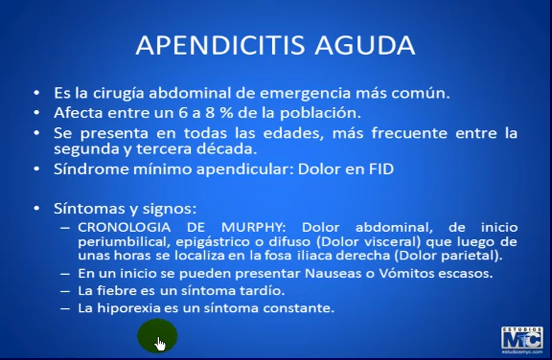 APENDICITIS AGUDA
• Es la cirugía abdominal de emergencia más común.
• Afecta entre un 6 a 8 % de la población.
• Se presenta en todas las edades, más frecuente entre la
segunda y tercera década.
• Síndrome mínimo apendicular: Dolor en FID
• Síntomas y signos:
– CRONOLOGIA DE MURPHY: Dolor abdominal, de inicio
periumbilical, epigástrico o difuso (Dolor visceral) que luego de
unas horas se localiza en la fosa iliaca derecha (Dolor parietal).
– En un inicio se pueden presentar Nauseas o Vómitos escasos.
– La fiebre es un síntoma tardío.
– La hiporexia es un síntoma constante.
ESTUDIOS
MyC
estudiosmyc.com